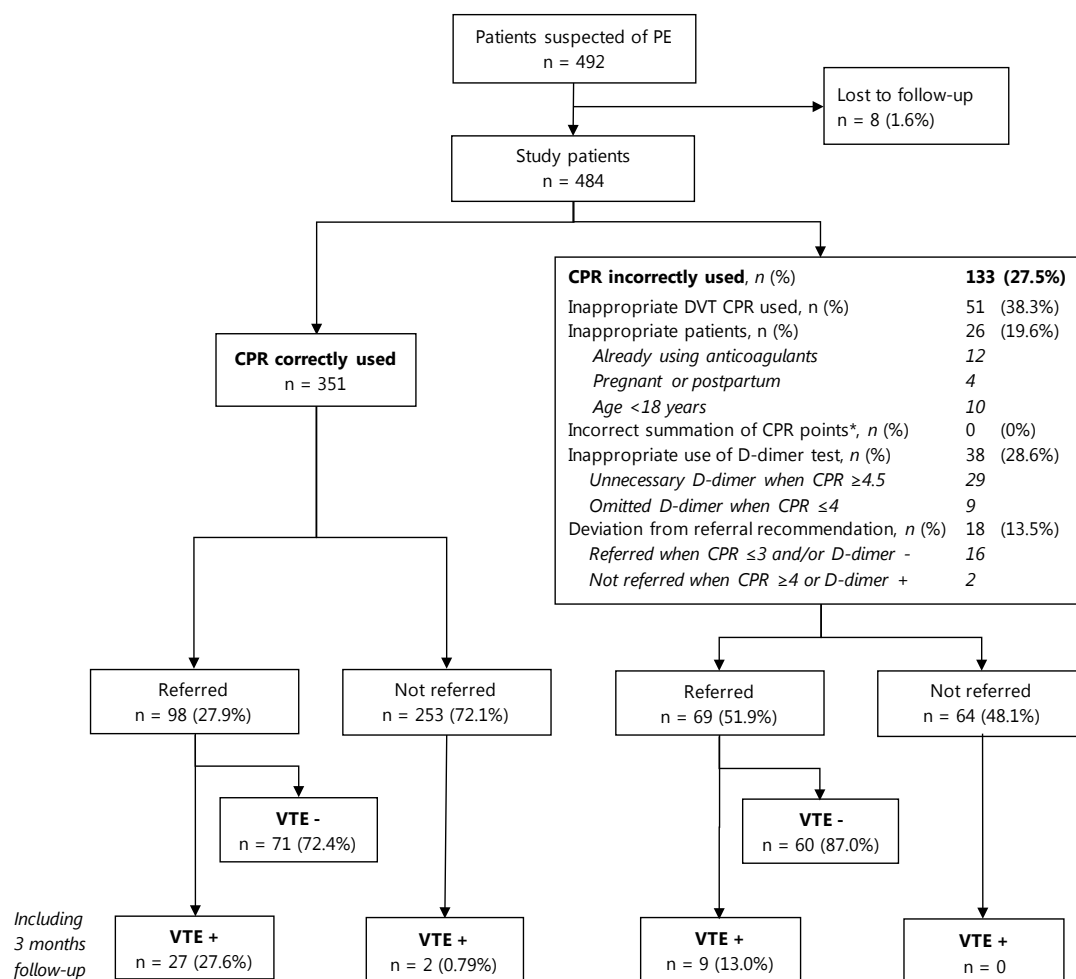 Patients suspected of PE
n = 492
Lost to follow-up
n = 8 (1.6%)
Study patients
n = 484
CPR correctly used
n = 351
CPR incorrectly used, n (%) 133 (27.5%)
Inappropriate DVT CPR used, n (%) 51 (38.3%)
Inappropriate patients, n (%) 26 (19.6%)
Already using anticoagulants 12
Pregnant or postpartum 4
Age <18 years 10
Incorrect summation of CPR points*, n (%) 0 (0%)
Inappropriate use of D-dimer test, n (%) 38 (28.6%)
Unnecessary D-dimer when CPR ≥4.5 29
Omitted D-dimer when CPR ≤4 9
Deviation from referral recommendation, n (%) 18 (13.5%)
Referred when CPR ≤3 and/or D-dimer - 16
Not referred when CPR ≥4 or D-dimer + 2
Referred
n = 98 (27.9%)
Not referred
n = 253 (72.1%)
Referred
n = 69 (51.9%)
Not referred
n = 64 (48.1%)
VTE -
n = 71 (72.4%)
VTE -
n = 60 (87.0%)
Including
3 months
follow-up
VTE +
n = 27 (27.6%)
VTE +
n = 2 (0.79%)
VTE +
n = 9 (13.0%)
VTE +
n = 0